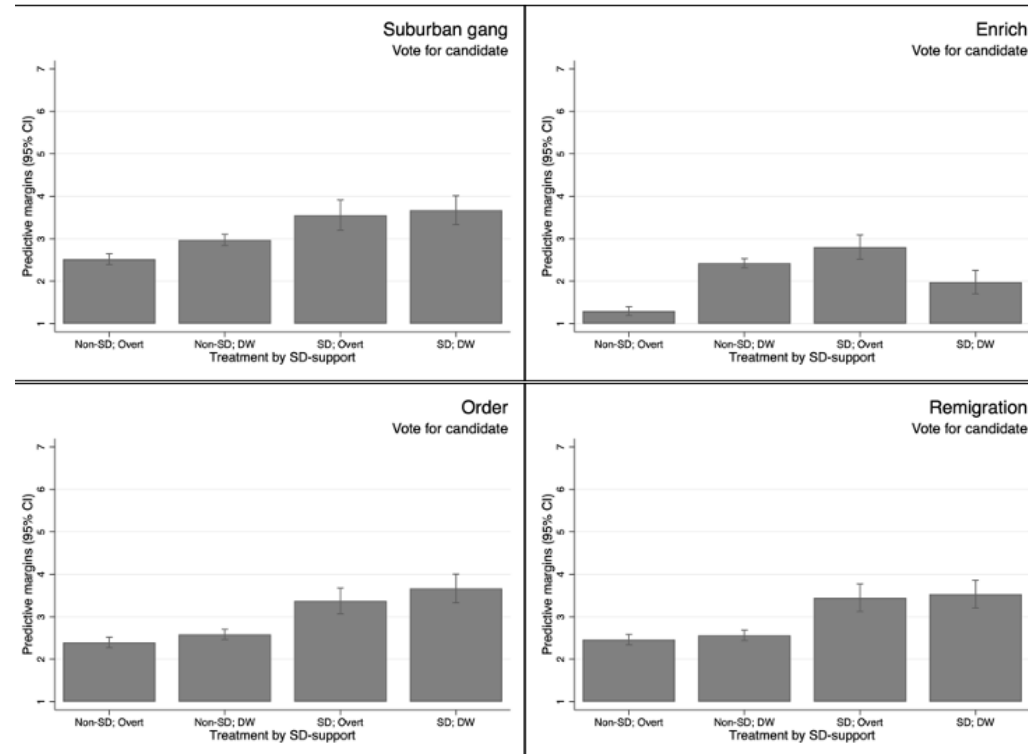 Suburban gang
Vote for candidate
Predictive margins (95% CI)
7
6
5
4
3
2
1
Non-SD; Overt Non-SD; DW SD; Overt SD; DW
Treatment by SD-support
Enrich
Vote for candidate
Predictive margins (95% CI)
7
6
5
4
3
2
1
Non-SD; Overt Non-SD; DW SD; Overt SD; DW
Treatment by SD-support
Order
Vote for candidate
Predictive margins (95% CI)
7
6
5
4
3
2
1
Non-SD; Overt Non-SD; DW SD; Overt SD; DW
Treatment by SD-support
Remigration
Vote for candidate
Predictive margins (95% CI)
7
6
5
4
3
2
1
Non-SD; Overt Non-SD; DW SD; Overt SD; DW
Treatment by SD-support